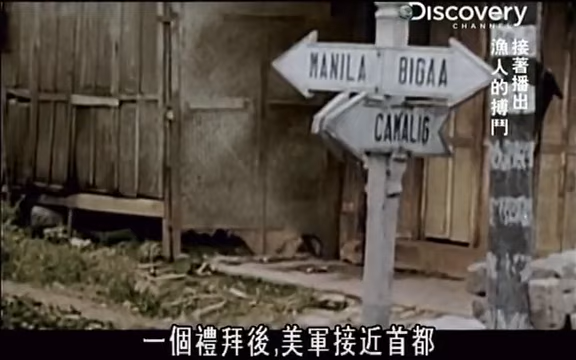 Discovery
CHANNEL
接著播出
漁人的搏鬥
MANILA
BIGAA
CAMALIG
一個禮拜後,美軍接近首都